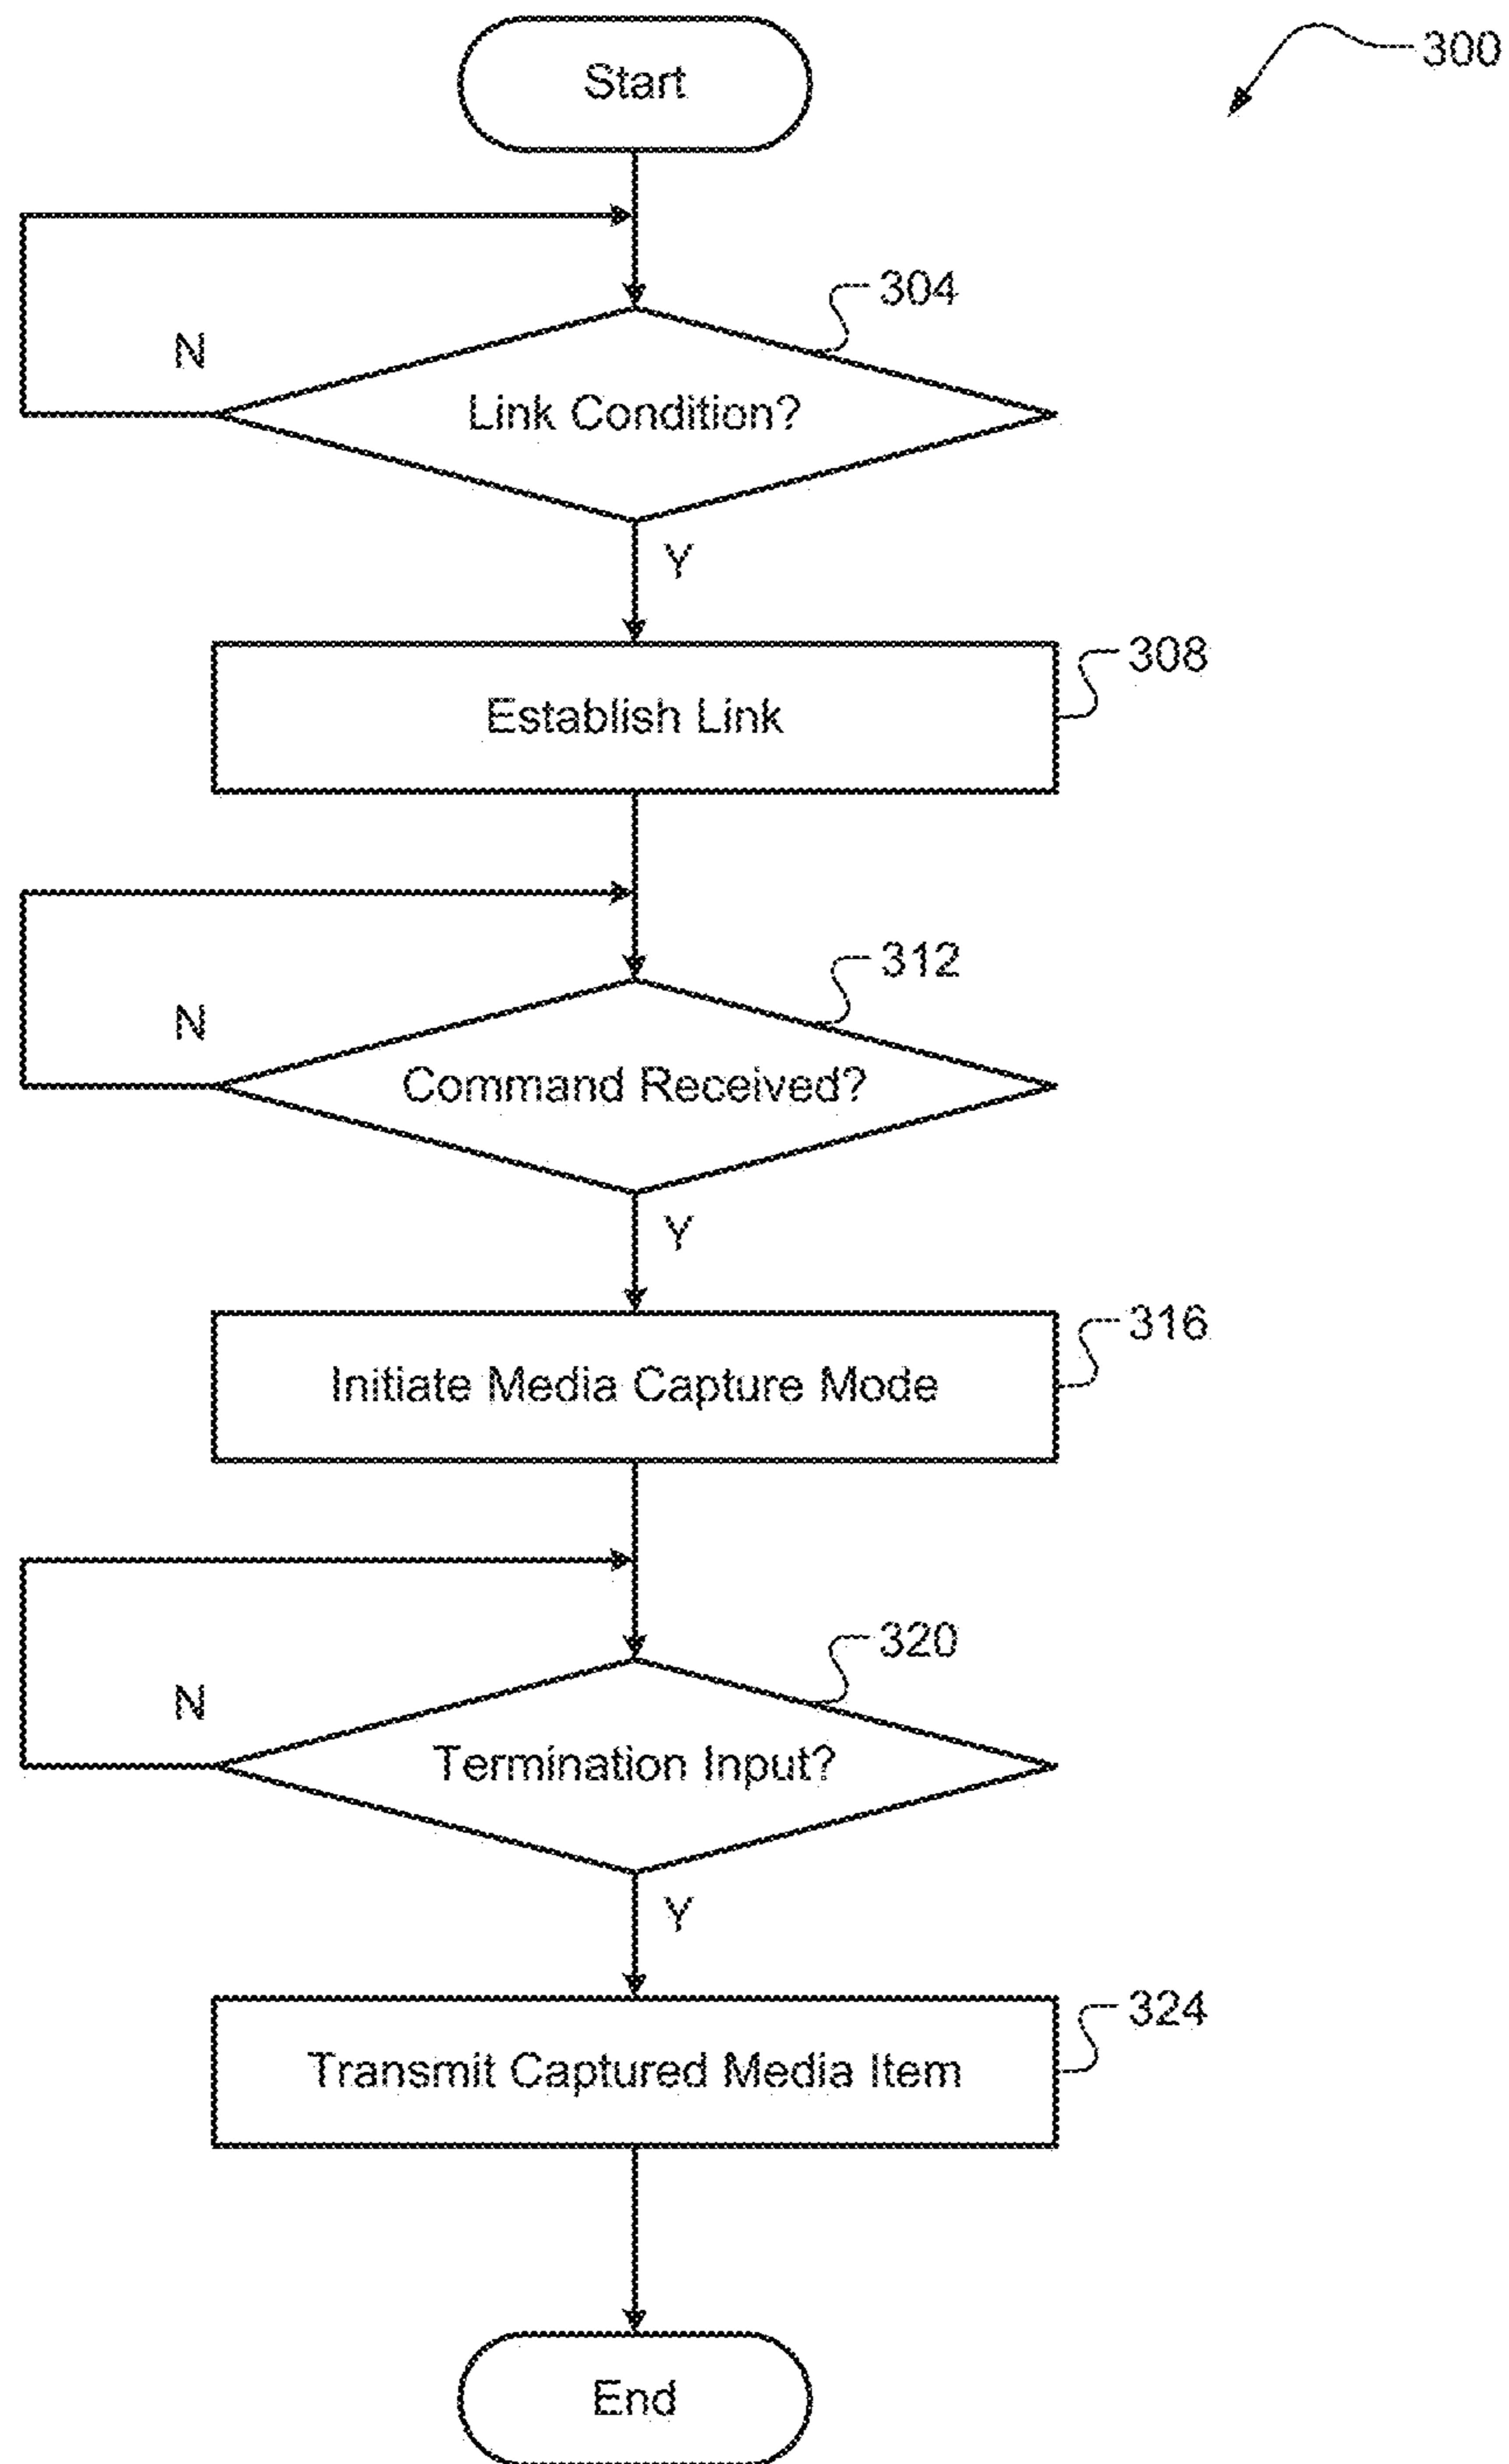 Start
300
304
N
Link Condition?
Y
308
Establish Link
312
N
Command Received?
Y
316
Initiate Media Capture Mode
320
N
Termination Input?
Y
324
Transmit Captured Media Item
End